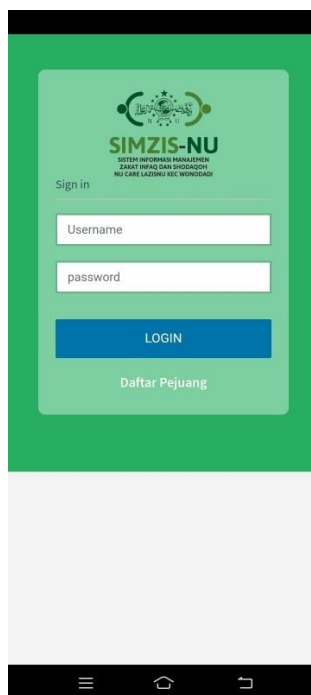 N U
SIMZIS-NU
SISTEM INFORMASI MANAJEMEN
ZAKAT INFAQ DAN SHODAQOH
NU CARE LAZISNU KEC WONODADI
Sign in
Username
password
LOGIN
Daftar Pejuang